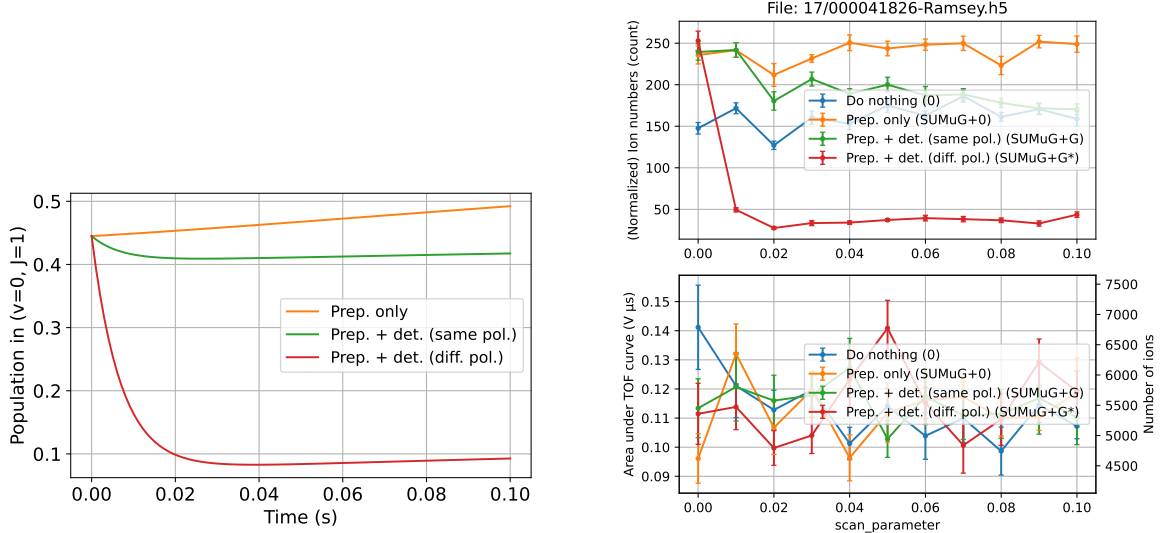 0.5
0.4
0.3
0.2
0.1
0.00
0.02
0.04
0.06
0.08
0.10
Time (s)
Population in (v=0, J=1)
Prep. only
Prep. + det. (same pol.)
Prep. + det. (diff. pol.)
File: 17/000041826-Ramsey.h5
(Normalized) Ion numbers (count)
250
200
150
100
50
Do nothing (0)
Prep. only (SUMuG+0)
Prep. + det. (same pol.) (SUMuG+G)
Prep. + det. (diff. pol.) (SUMuG+G*)
0.00
0.02
0.04
0.06
0.08
0.10
Area under TOF curve (V µs)
0.15
0.14
0.13
0.12
0.11
0.10
0.09
Do nothing (0)
Prep. only (SUMuG+0)
Prep. + det. (same pol.) (SUMuG+G)
Prep. + det. (diff. pol.) (SUMuG+G*)
7500
7000
6500
6000
5500
5000
4500
Number of ions
0.00
0.02
0.04
0.06
0.08
0.10
scan_parameter